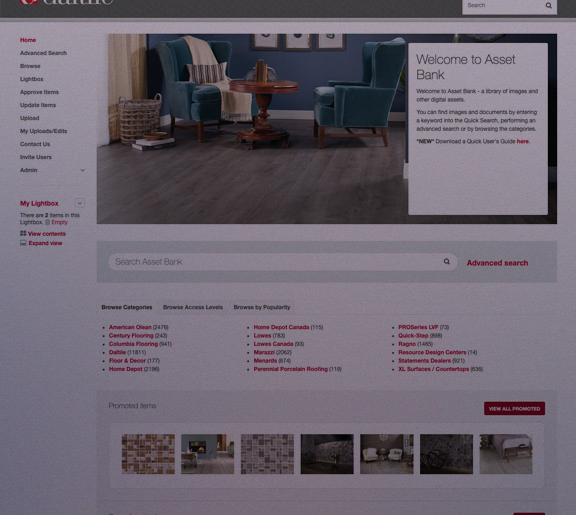 daltile
Search
Home
Advanced Search
Browse
Lightbox
Approve Items
Update Items
Upload
My Uploads/Edits
Contact Us
Invite Users
Admin
My Lightbox
There are 2 items in this
Lightbox. Empty
View contents
Expand view
Welcome to Asset
Bank
Welcome to Asset Bank - a library of images and
other digital assets.
You can find images and documents by entering
a keyword into the Quick Search, performing an
advanced search or by browsing the categories.
*NEW* Download a Quick User's Guide here.
Search Asset Bank
Advanced search
Browse Categories Browse Access Levels Browse by Popularity
American Olean (2476)
Century Flooring (243)
Columbia Flooring (941)
Daltile (11811)
Floor & Decor (177)
Home Depot (2196)
Home Depot Canada (115)
Lowes (783)
Lowes Canada (93)
Marazzi (2062)
Menards (674)
Perennial Porcelain Roofing (119)
PROSeries LVF (73)
Quick-Step (898)
Ragno (1465)
Resource Design Centers (14)
Statements Dealers (921)
XL Surfaces / Countertops (636)
Promoted items
VIEW ALL PROMOTED